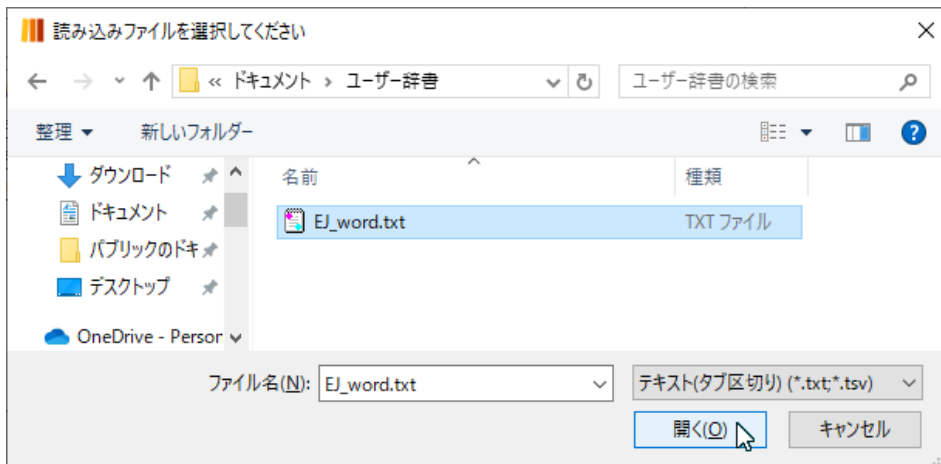 読み込みファイルを選択してください
« ドキュメント › ユーザー辞書
ユーザー辞書の検索
整理
新しいフォルダー
?
ダウンロード
ドキュメント
パブリックのドキ
デスクトップ
OneDrive - Person
名前
種類
EJ_word.txt
TXT ファイル
ファイル名(N):
EJ_word.txt
テキスト(タブ区切り) (*.txt;*.tsv)
開く(O)
キャンセル